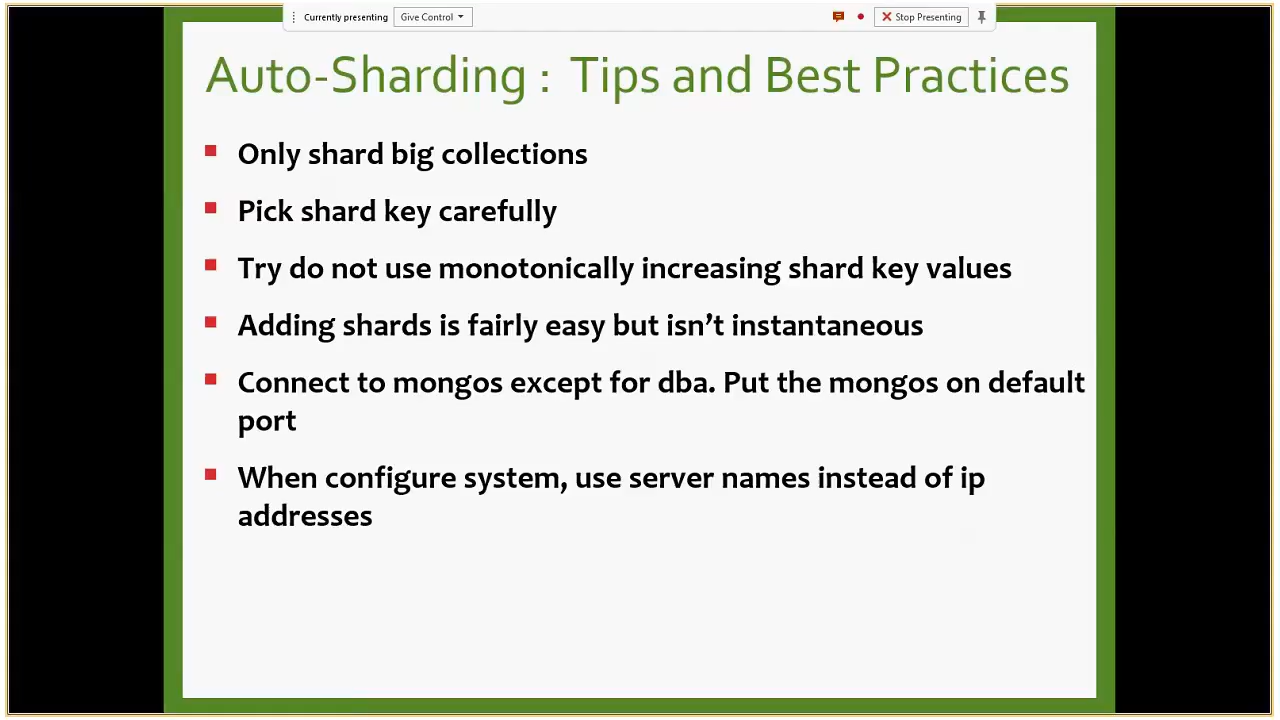 Currently presenting Give Control Stop Presenting
Auto-Sharding : Tips and Best Practices
Only shard big collections
Pick shard key carefully
Try do not use monotonically increasing shard key values
Adding shards is fairly easy but isn’t instantaneous
Connect to mongos except for dba. Put the mongos on default
port
When configure system, use server names instead of ip
addresses